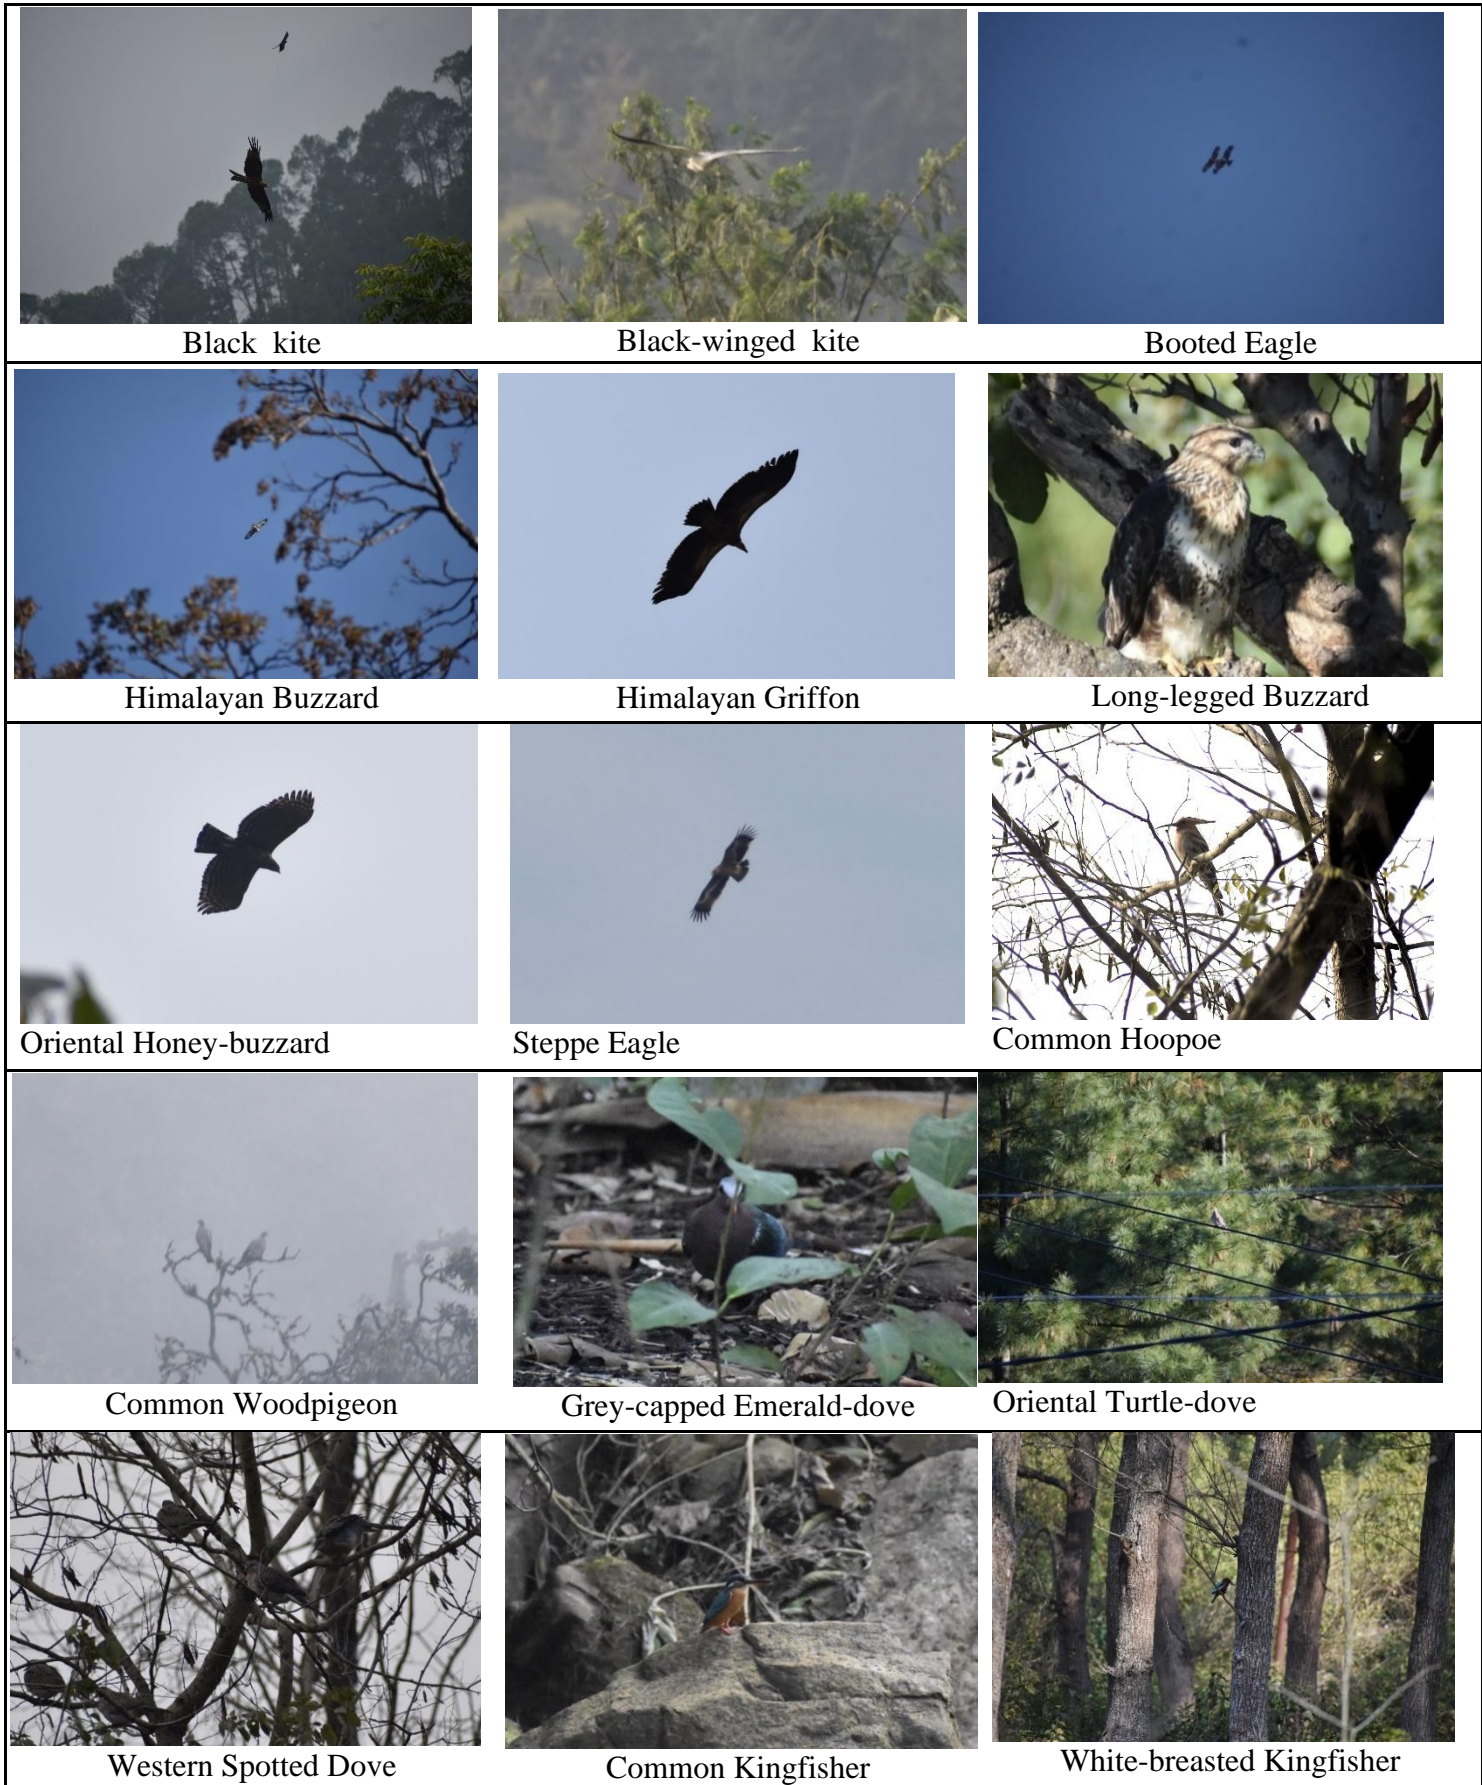 Black  kite
Black-winged  kite
Booted Eagle
Himalayan Buzzard
Himalayan Griffon
Long-legged Buzzard
Oriental Honey-buzzard
Steppe Eagle
Common Hoopoe
Common Woodpigeon
Grey-capped Emerald-dove
Oriental Turtle-dove
Western Spotted Dove
Common Kingfisher
White-breasted Kingfisher